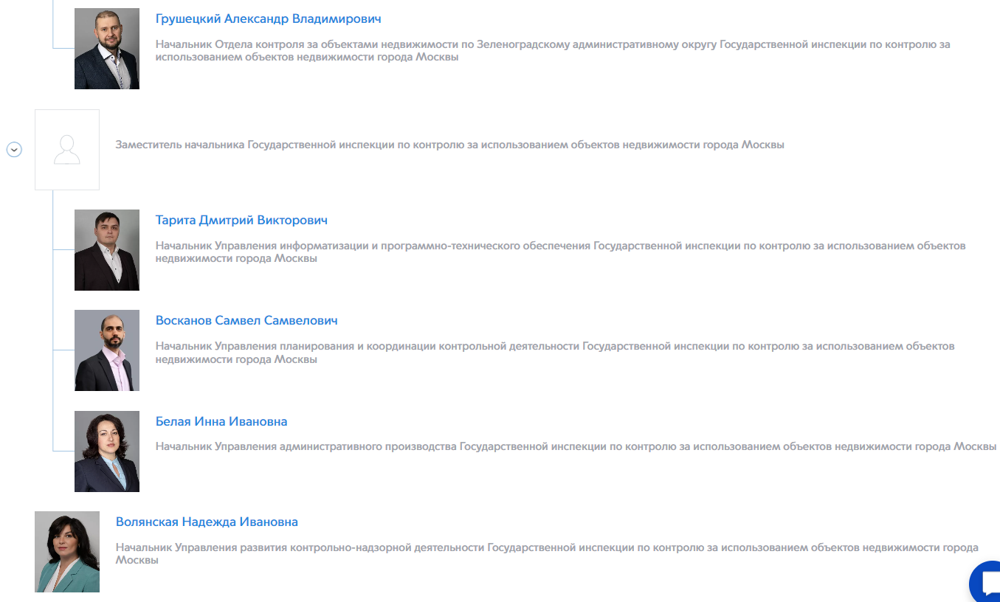 Грушецкий Александр Владимирович
Начальник Отдела контроля за объектами недвижимости по Зеленоградскому административному округу Государственной инспекции по контролю за
использованием объектов недвижимости города Москвы
Заместитель начальника Государственной инспекции по контролю за использованием объектов недвижимости города Москвы
Тарита Дмитрий Викторович
Начальник Управления информатизации и программно-технического обеспечения Государственной инспекции по контролю за использованием объектов
недвижимости города Москвы
Восканов Самвел Самвелович
Начальник Управления планирования и координации контрольной деятельности Государственной инспекции по контролю за использованием объектов
недвижимости города Москвы
Белая Инна Ивановна
Начальник Управления административного производства Государственной инспекции по контролю за использованием объектов недвижимости города Москвы
Волянская Надежда Ивановна
Начальник Управления развития контрольно-надзорной деятельности Государственной инспекции по контролю за использованием объектов недвижимости города
Москвы